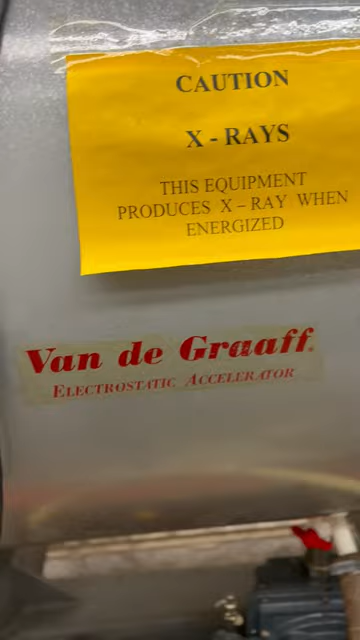 CAUTION
X - RAYS
THIS EQUIPMENT
PRODUCES X – RAY WHEN
ENERGIZED
Van de Graaff®
ELECTROSTATIC ACCELERATOR